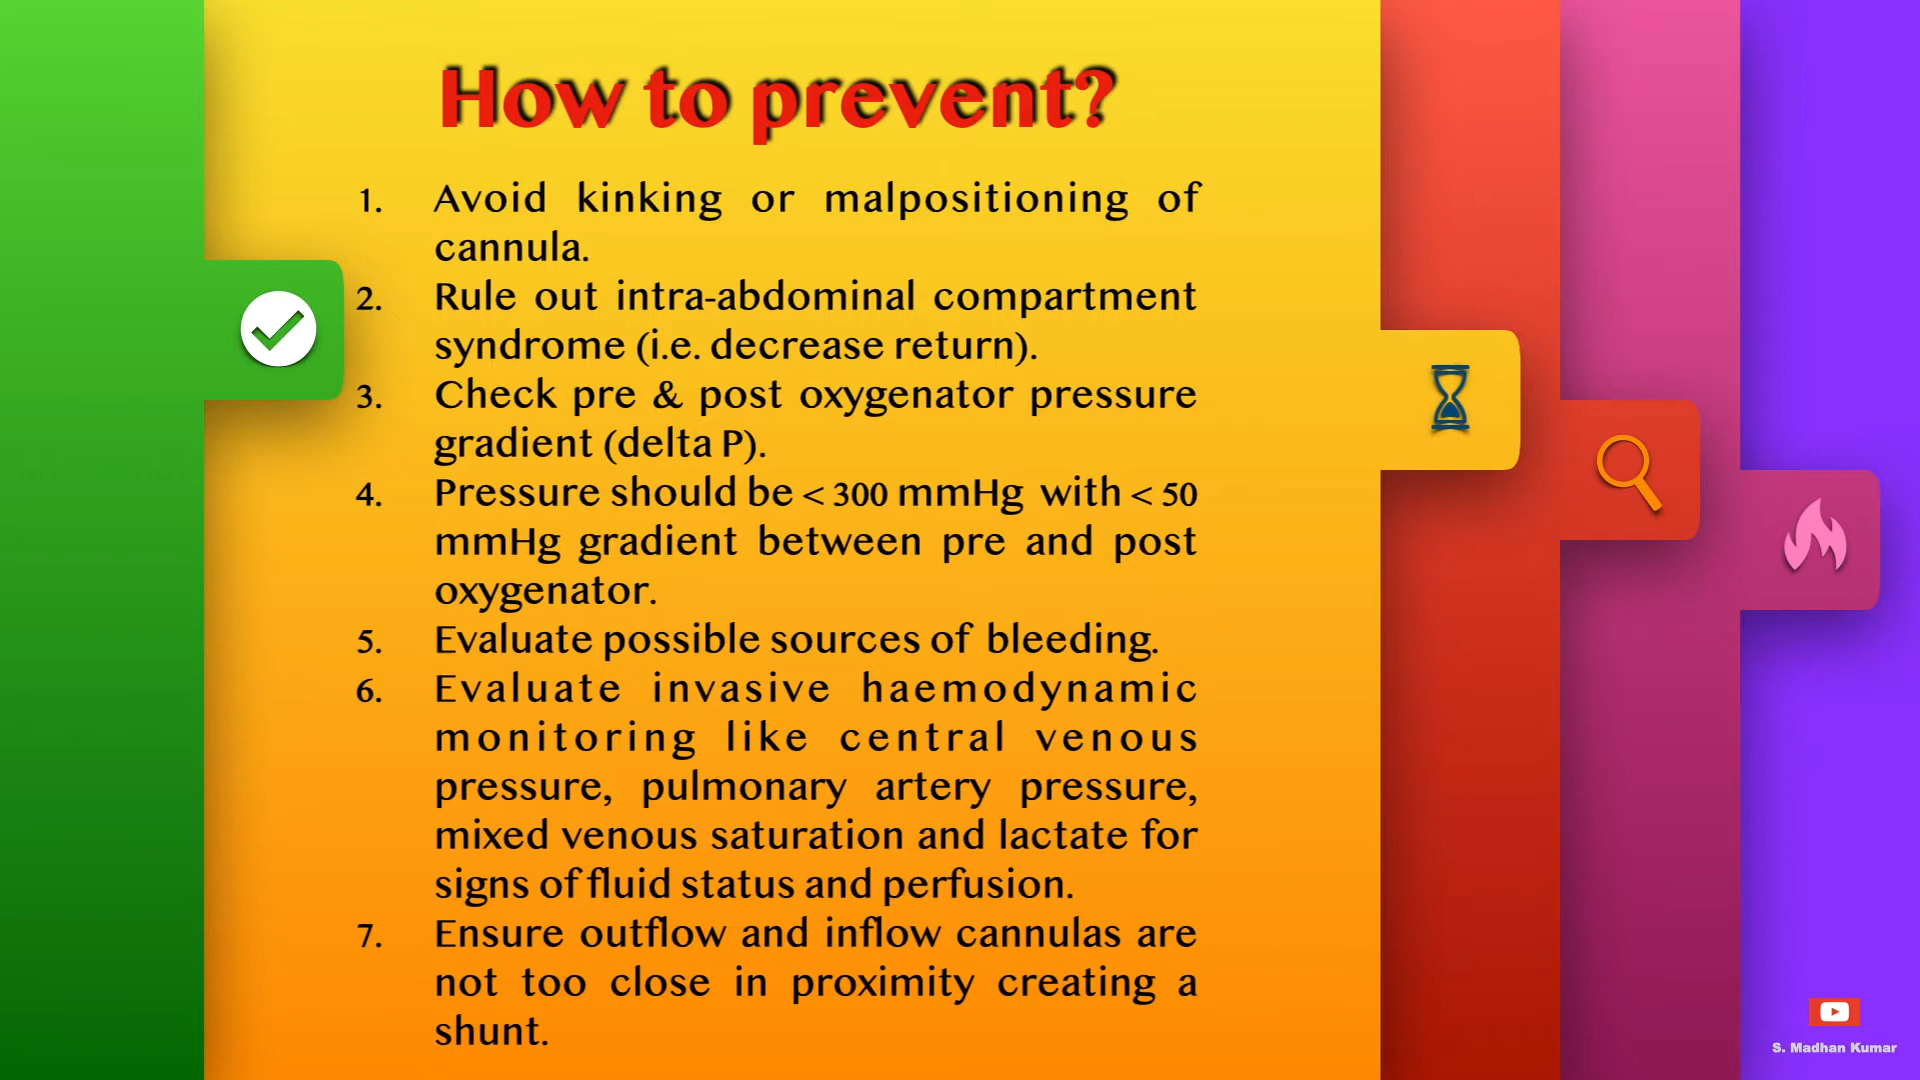 How to prevent?
1. Avoid kinking or malpositioning of
cannula.
2. Rule out intra-abdominal compartment
syndrome (i.e. decrease return).
3. Check pre & post oxygenator pressure
gradient (delta P).
4. Pressure should be < 300 mmHg with < 50
mmHg gradient between pre and post
oxygenator.
5. Evaluate possible sources of bleeding.
6. Evaluate invasive haemodynamic
monitoring like central venous
pressure, pulmonary artery pressure,
mixed venous saturation and lactate for
signs of fluid status and perfusion.
7. Ensure outflow and inflow cannulas are
not too close in proximity creating a
shunt.
S. Madhan Kumar